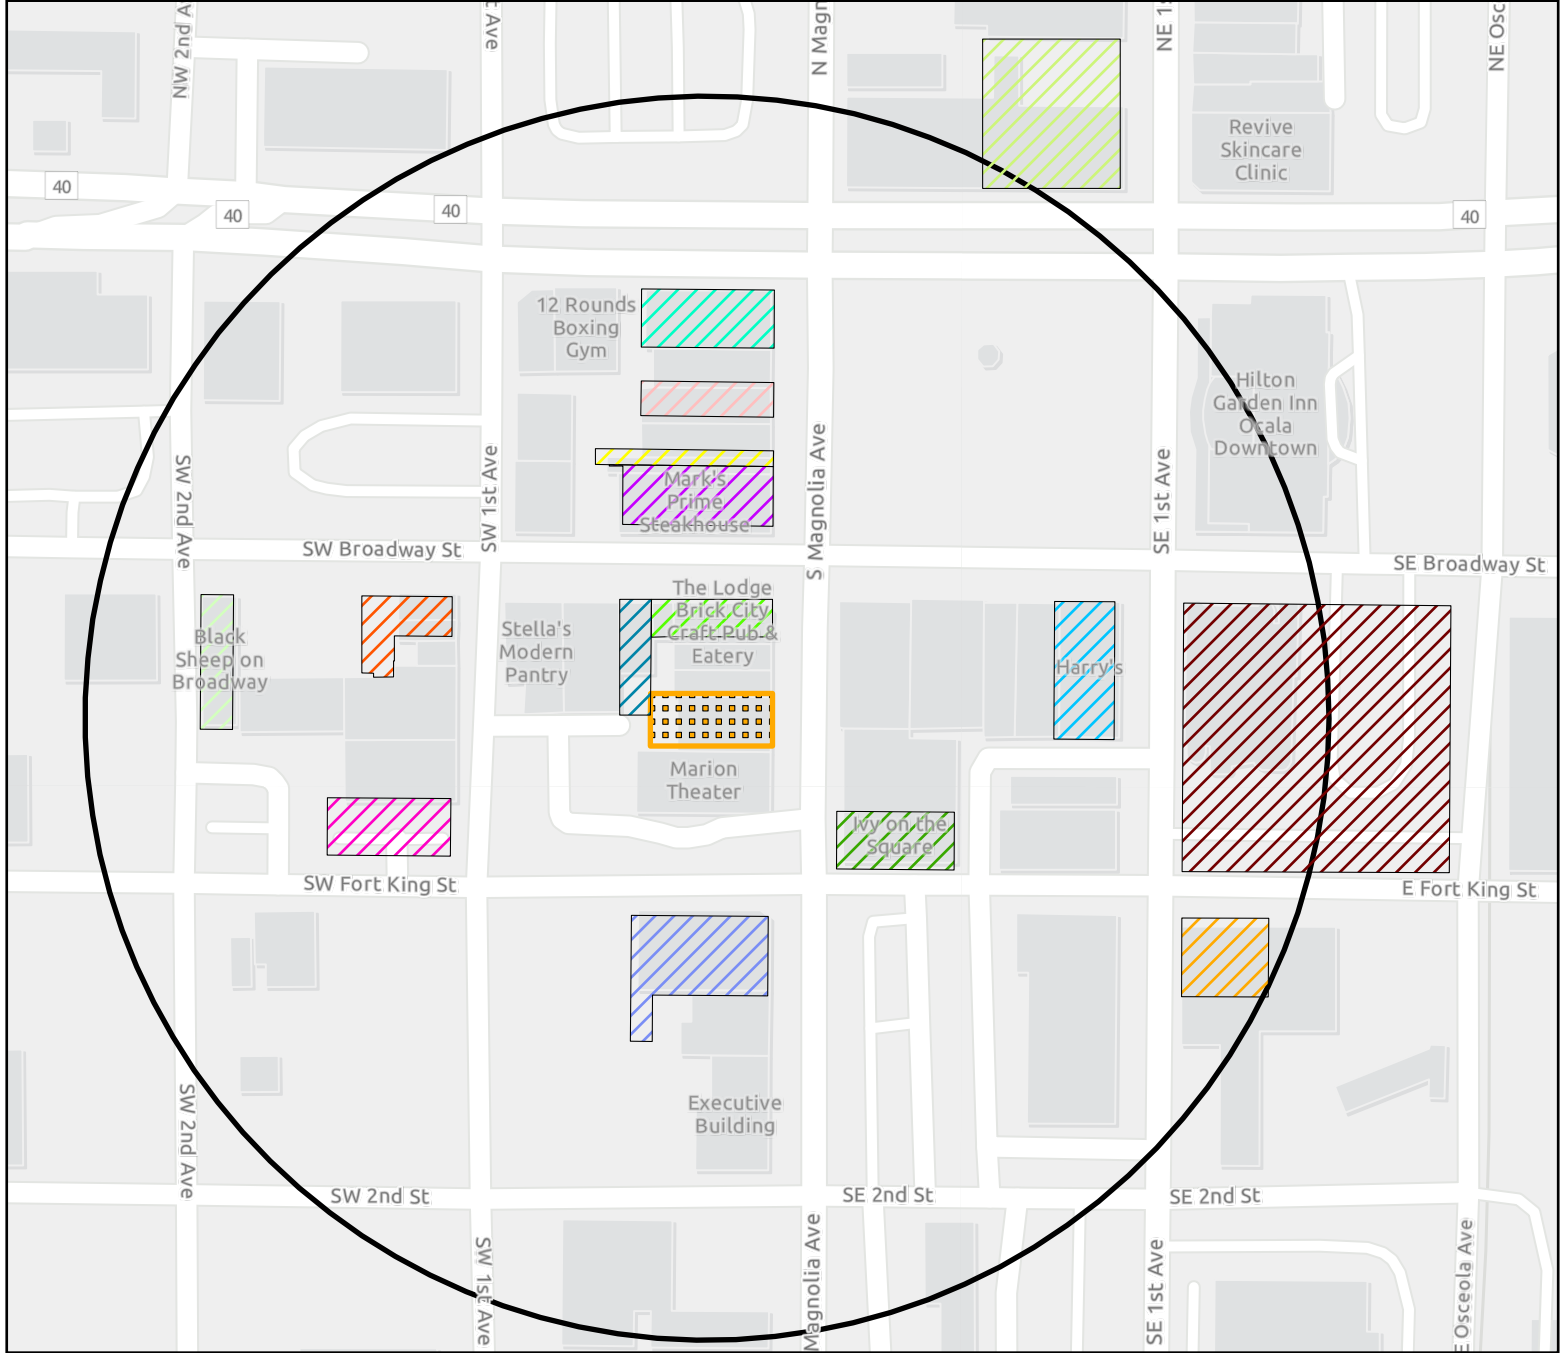 NW 2nd A
t Ave
N Magn
NE 1
NE Osc
Revive
Skincare
Clinic
40
40
40
40
12 Rounds
Boxing
Gym
Hilton
Garden Inn
Ocala
Downtown
SW 2nd Ave
SW 1st Ave
S Magnolia Ave
SE 1st Ave
Mark's
Prime
Steakhouse
SW Broadway St
SE Broadway St
The Lodge
Brick City
Craft Pub &
Eatery
Stella's
Modern
Pantry
Black
Sheep on
Broadway
Harry's
Marion
Theater
Ivy on the
Square
SW Fort King St
E Fort King St
Executive
Building
SW 2nd Ave
SW 2nd St
SE 2nd St
SE 2nd St
SW 1st Ave
Magnolia Ave
SE 1st Ave
E Osceola Ave